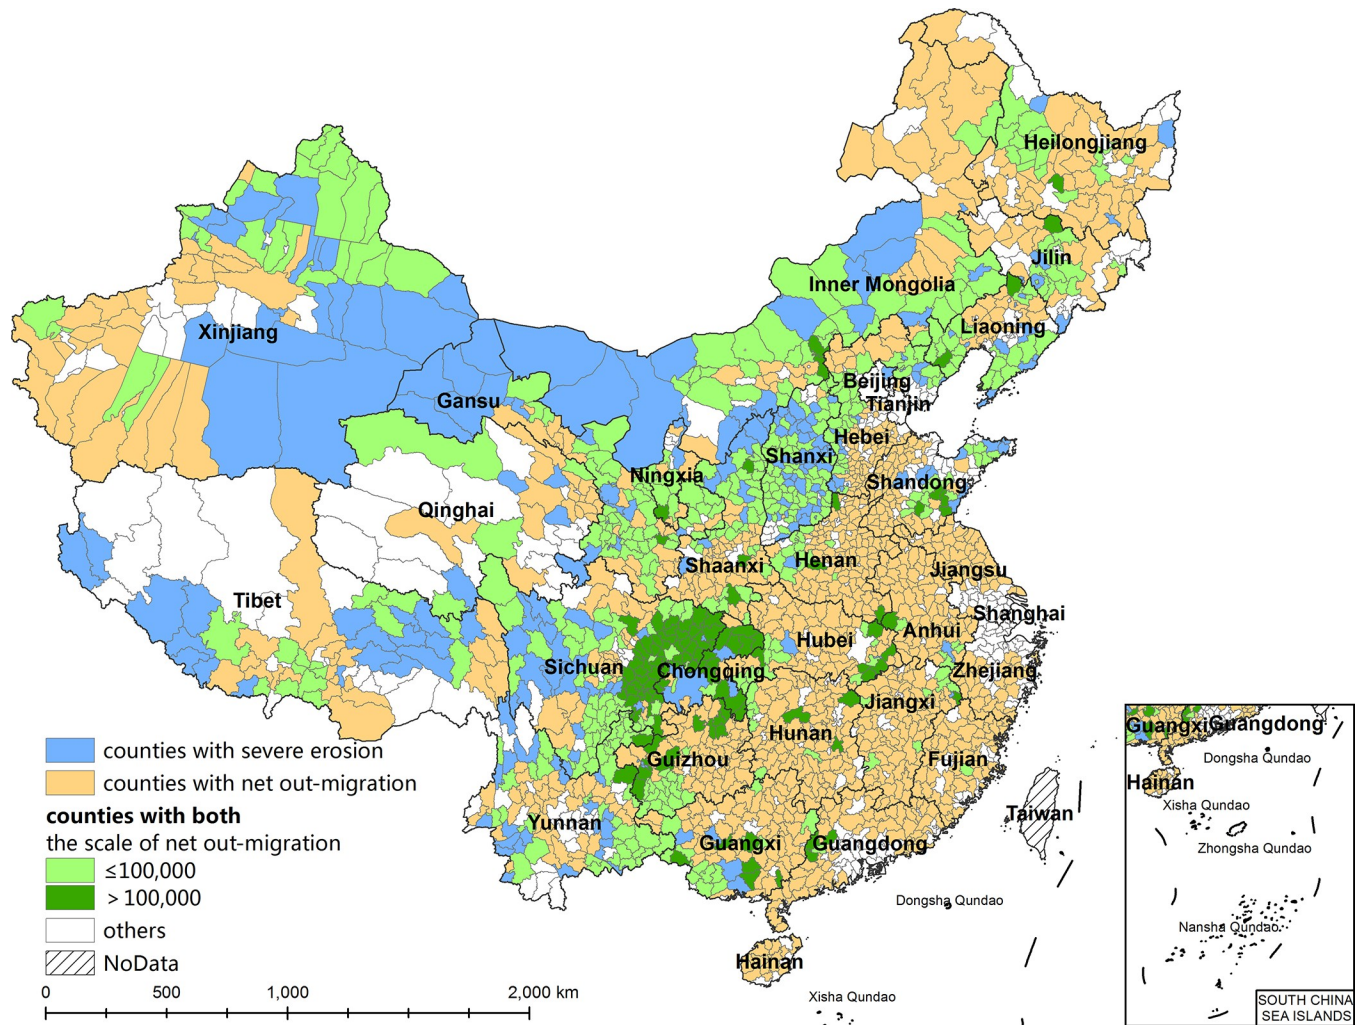 Heilongjiang
Jilin
Inner Mongolia
Liaoning
Xinjiang
Beijing
Gansu
Tianjin
Hebei
Shanxi
Ningxia
Shandong
Qinghai
Shaanxi
Henan
Jiangsu
Tibet
Shanghai
Hubei
Anhui
Sichuan
Chongqing
Zhejiang
Jiangxi
Hunan
Guizhou
Fujian
Taiwan
Yunnan
Guangxi
Guangdong
Dongsha Qundao
Hainan
Xisha Qundao
counties with severe erosion
counties with net out-migration
counties with both
the scale of net out-migration
≤100,000
> 100,000
others
NoData
0 500 1,000 2,000 km
Guangxi Guangdong
Dongsha Qundao
Hainan
Xisha Qundao
Zhongsha Qundao
Nansha Qundao
SOUTH CHINA
SEA ISLANDS